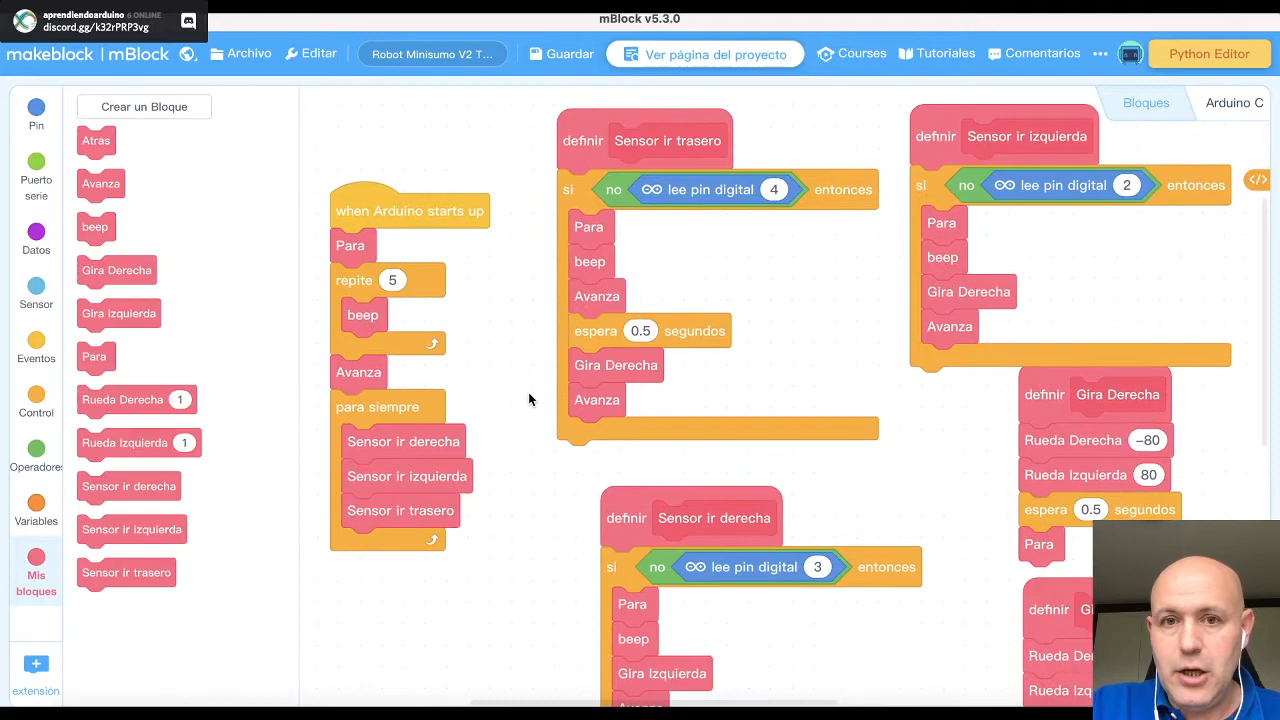 aprendiendoarduino 6 ONLINE
discord.gg/k32rPRP3vg
mBlock v5.3.0
makeblock | mBlock
Archivo
Editar
Robot Minisumo V2 T...
Guardar
Ver página del proyecto
Courses
Tutoriales
Comentarios
Python Editor
Pin
Puerto
serie
Datos
Sensor
Eventos
Control
Operadores
Variables
Mis
bloques
extensión
Crear un Bloque
Atras
Avanza
beep
Gira Derecha
Gira Izquierda
Para
Rueda Derecha 1
Rueda Izquierda 1
Sensor ir derecha
Sensor ir izquierda
Sensor ir trasero
when Arduino starts up
Para
repite 5
beep
Avanza
para siempre
Sensor ir derecha
Sensor ir izquierda
Sensor ir trasero
definir Sensor ir trasero
si no lee pin digital 4 entonces
Para
beep
Avanza
espera 0.5 segundos
Gira Derecha
Avanza
definir Sensor ir derecha
si no lee pin digital 3 entonces
Para
beep
Gira Izquierda
Bloques
Arduino C
definir Sensor ir izquierda
si no lee pin digital 2 entonces
Para
beep
Gira Derecha
Avanza
definir Gira Derecha
Rueda Derecha -80
Rueda Izquierda 80
espera 0.5 segundos
Para
definir
Rueda De
Rueda Izq